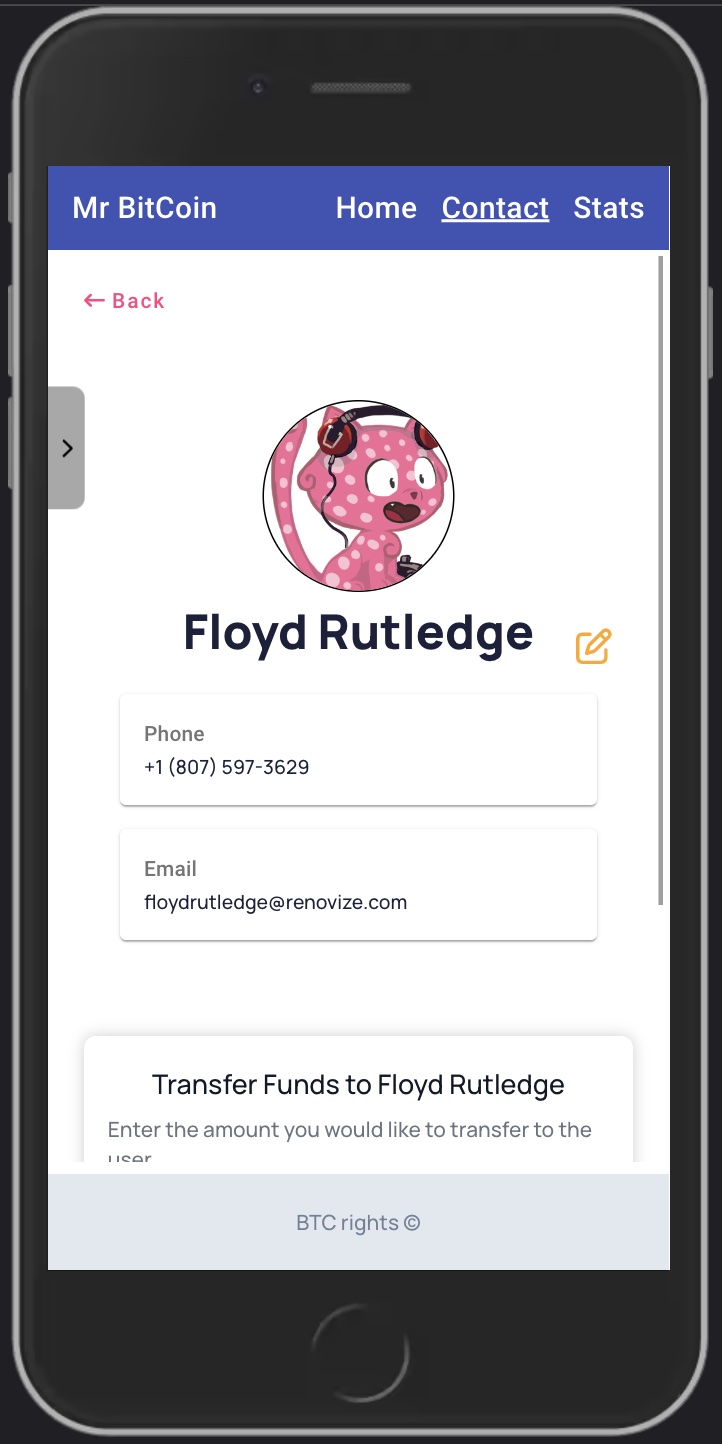 Mr BitCoin Home Contact Stats
← Back
Floyd Rutledge
Phone
+1 (807) 597-3629
Email
floydrutledge@renovize.com
Transfer Funds to Floyd Rutledge
Enter the amount you would like to transfer to the
user
BTC rights ©